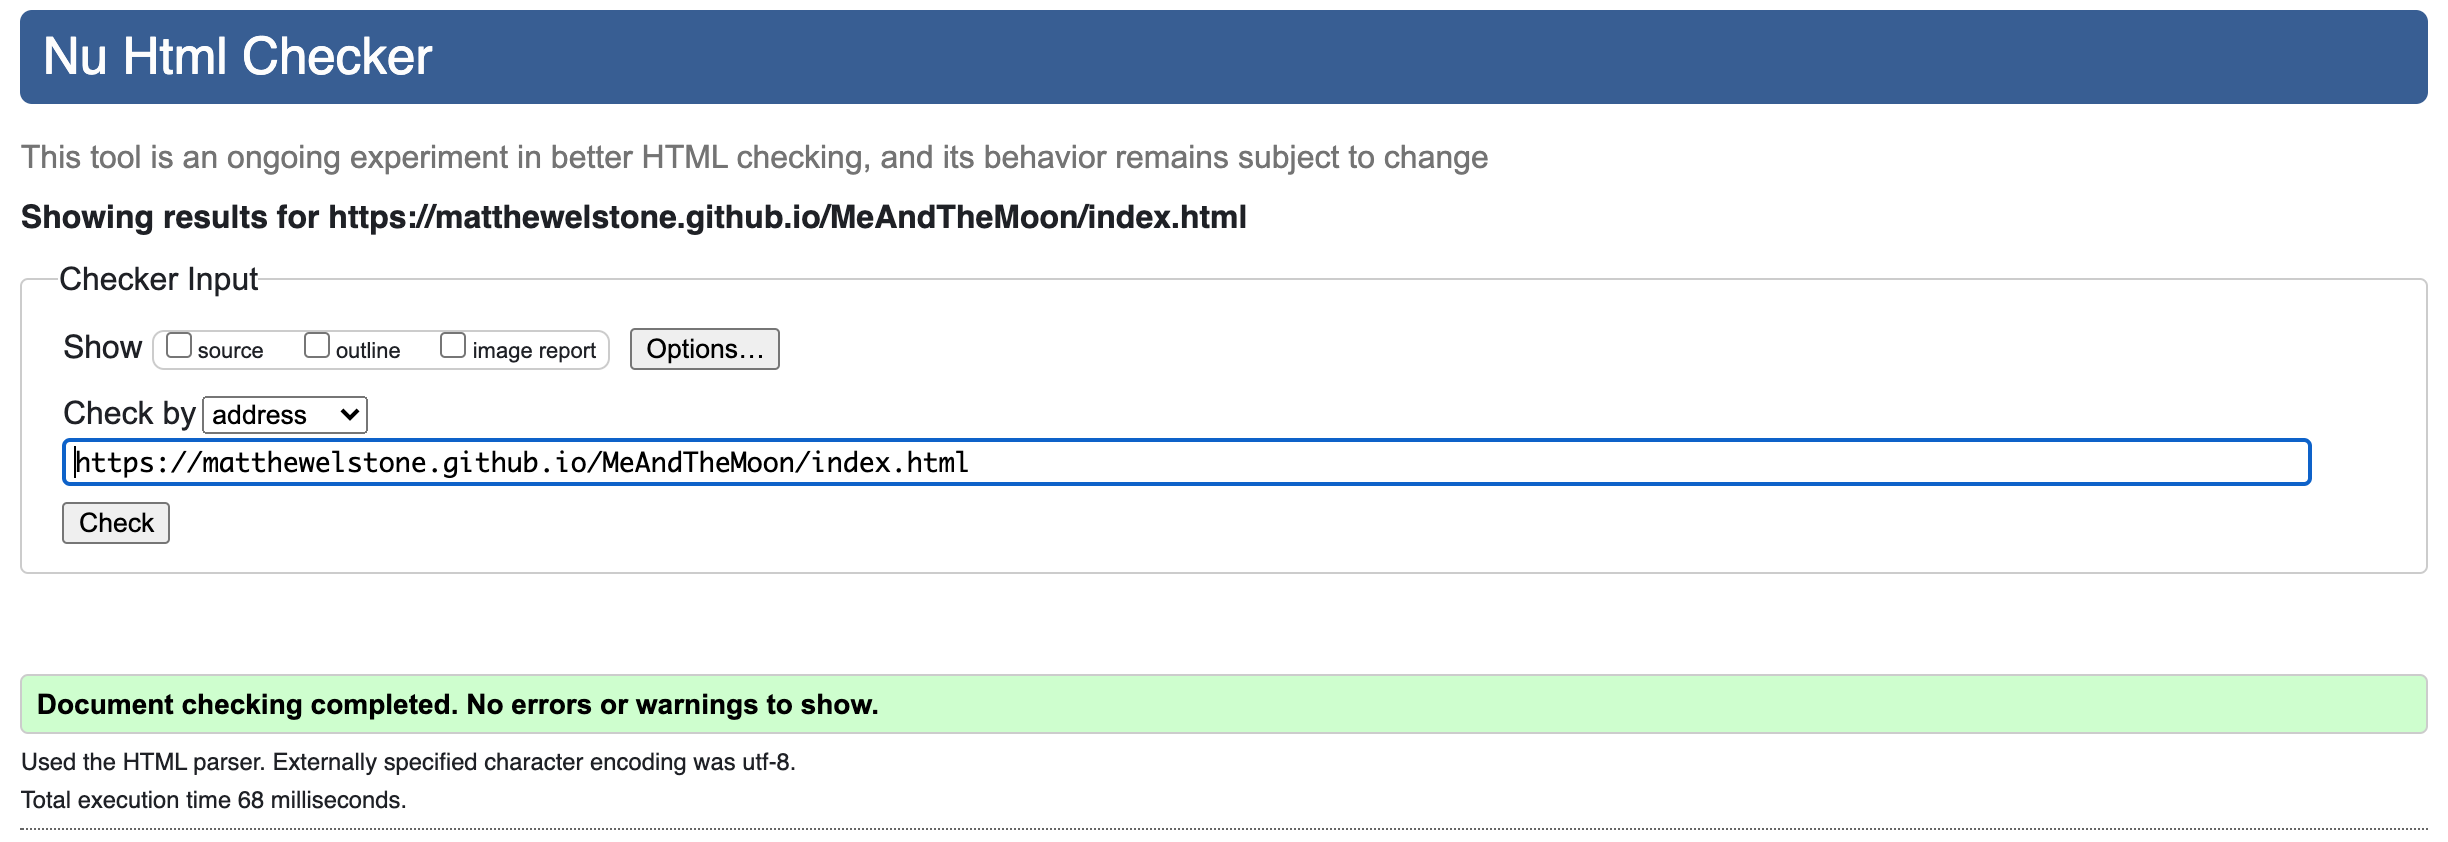 Nu Html Checker
This tool is an ongoing experiment in better HTML checking, and its behavior remains subject to change
Showing results for https://matthewelstone.github.io/MeAndTheMoon/index.html
Checker Input
Show source outline image report Options…
Check by address
https://matthewelstone.github.io/MeAndTheMoon/index.html
Check
Document checking completed. No errors or warnings to show.
Used the HTML parser. Externally specified character encoding was utf-8.
Total execution time 68 milliseconds.